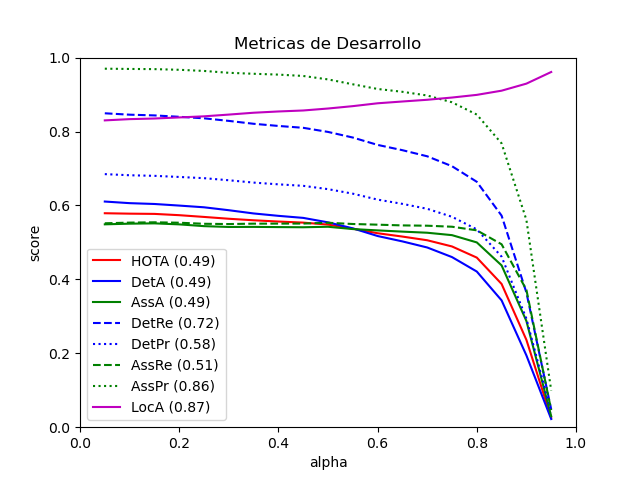 Metricas de Desarrollo
1.0
0.8
0.6
0.4
0.2
0.0
score
HOTA (0.49)
DetA (0.49)
AssA (0.49)
DetRe (0.72)
DetPr (0.58)
AssRe (0.51)
AssPr (0.86)
LocA (0.87)
0.0 0.2 0.4 0.6 0.8 1.0
alpha